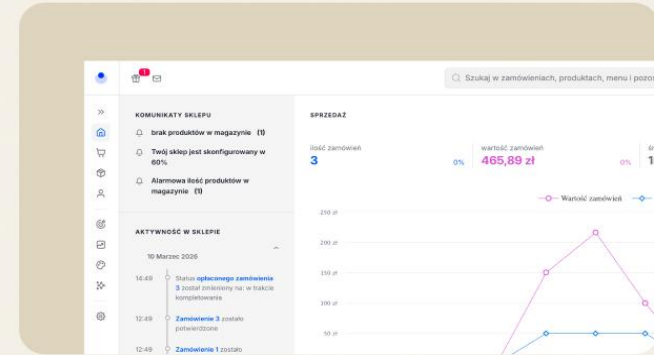 1
Szukaj w zamówieniach, produktach, menu i
KOMUNIKATY SKLEPU
brak produktów w magazynie (1)
Twój sklep jest skonfigurowany w
60%
Alarmowa ilość produktów w
magazynie (1)
SPRZEDAŻ
ilość zamówień
3
0%
wartość zamówień
465,89 zł
0%
Wartość zamówień
250 zł
200 zł
150 zł
100 zł
50 zł
AKTYWNOŚĆ W SKLEPIE
10 Marzec 2026
14:49
Status opłaconego zamówienia
3 został zmieniony na: w trakcie
kompletowania
12:49
Zamówienie 3 zostało
potwierdzone
12:49
Zamówienie 1 zostało